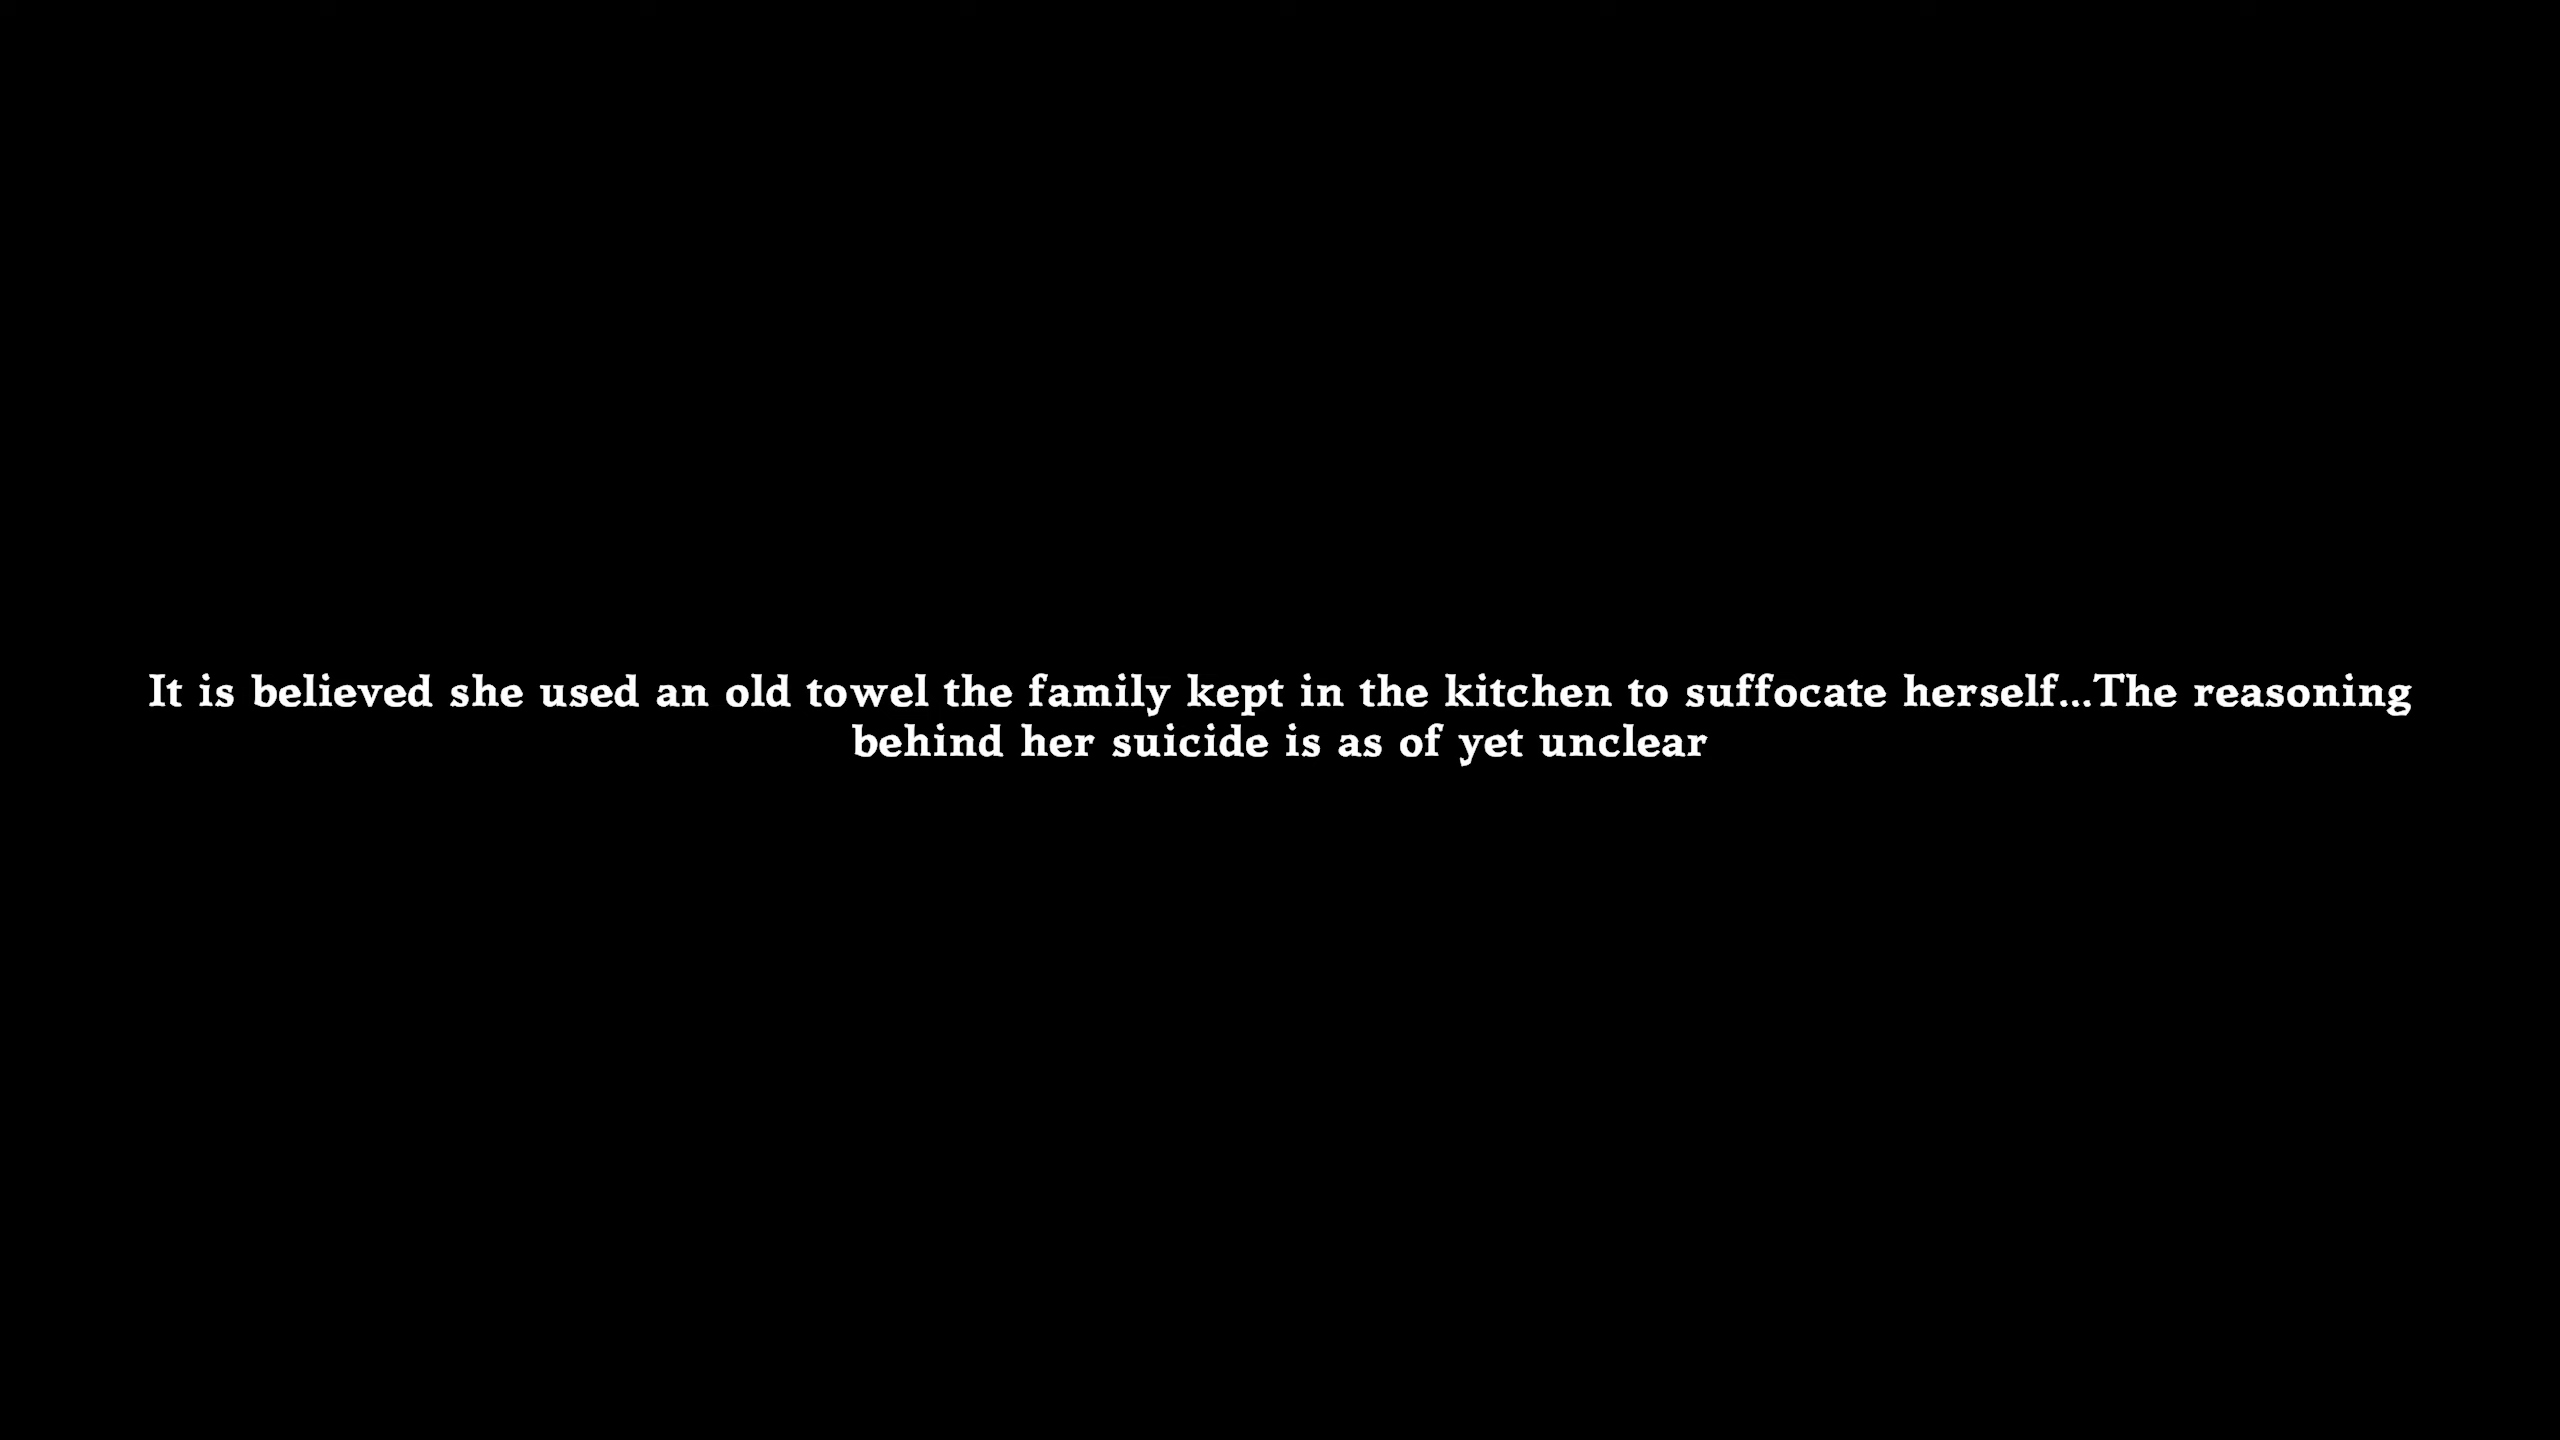 It is believed she used an old towel the family kept in the kitchen to suffocate herself...The reasoning
behind her suicide is as of yet unclear